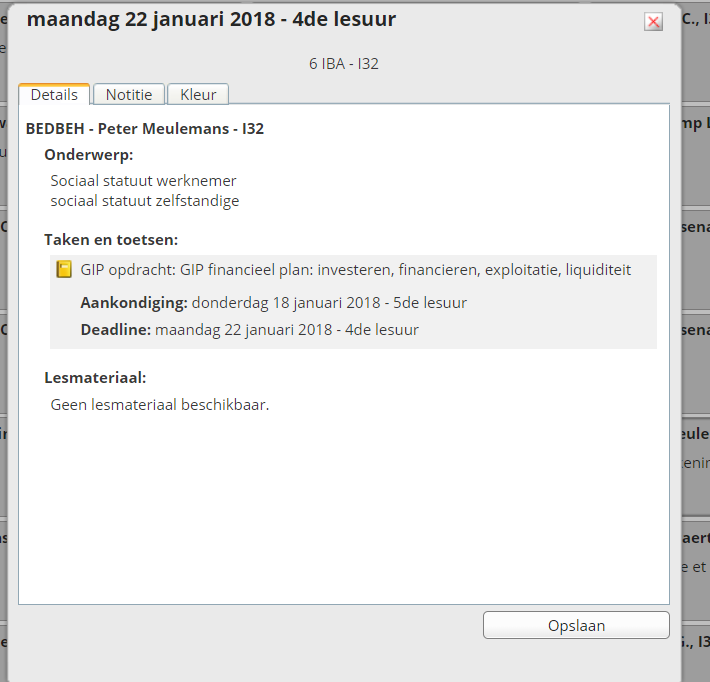 maandag 22 januari 2018 - 4de lesuur
6 IBA - I32
Details Notitie Kleur
BEDBEH - Peter Meulemans - I32
Onderwerp:
Sociaal statuut werknemer
sociaal statuut zelfstandige
Taken en toetsen:
GIP opdracht: GIP financieel plan: investeren, financieren, exploitatie, liquiditeit
Aankondiging: donderdag 18 januari 2018 - 5de lesuur
Deadline: maandag 22 januari 2018 - 4de lesuur
Lesmateriaal:
Geen lesmateriaal beschikbaar.
Opslaan